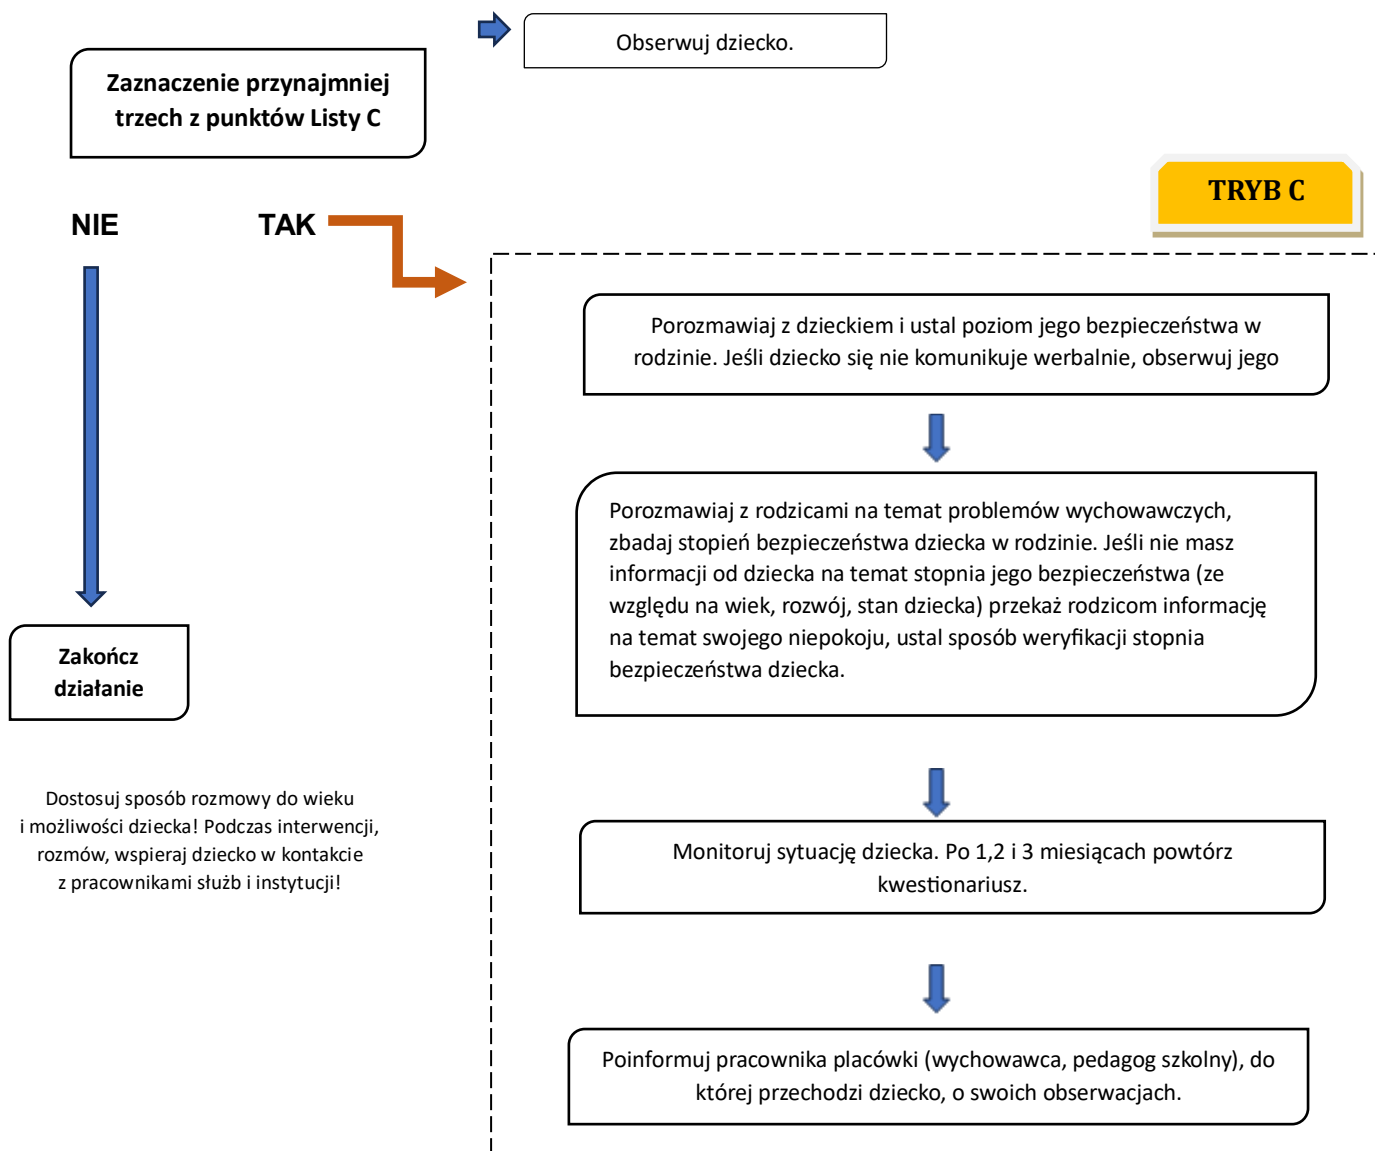 Obserwuj dziecko.
Zaznaczenie przynajmniej
trzech z punktów Listy C
TRYB C
NIE
TAK
Porozmawiaj z dzieckiem i ustal poziom jego bezpieczeństwa w
rodzinie. Jeśli dziecko się nie komunikuje werbalnie, obserwuj jego
Porozmawiaj z rodzicami na temat problemów wychowawczych,
zbadaj stopień bezpieczeństwa dziecka w rodzinie. Jeśli nie masz
informacji od dziecka na temat stopnia jego bezpieczeństwa (ze
względu na wiek, rozwój, stan dziecka) przekaż rodzicom informację
na temat swojego niepokoju, ustal sposób weryfikacji stopnia
bezpieczeństwa dziecka.
Zakończ
działanie
Dostosuj sposób rozmowy do wieku
i możliwości dziecka! Podczas interwencji,
rozmów, wspieraj dziecko w kontakcie
z pracownikami służb i instytucji!
Monitoruj sytuację dziecka. Po 1,2 i 3 miesiącach powtórz
kwestionariusz.
Poinformuj pracownika placówki (wychowawca, pedagog szkolny), do
której przechodzi dziecko, o swoich obserwacjach.